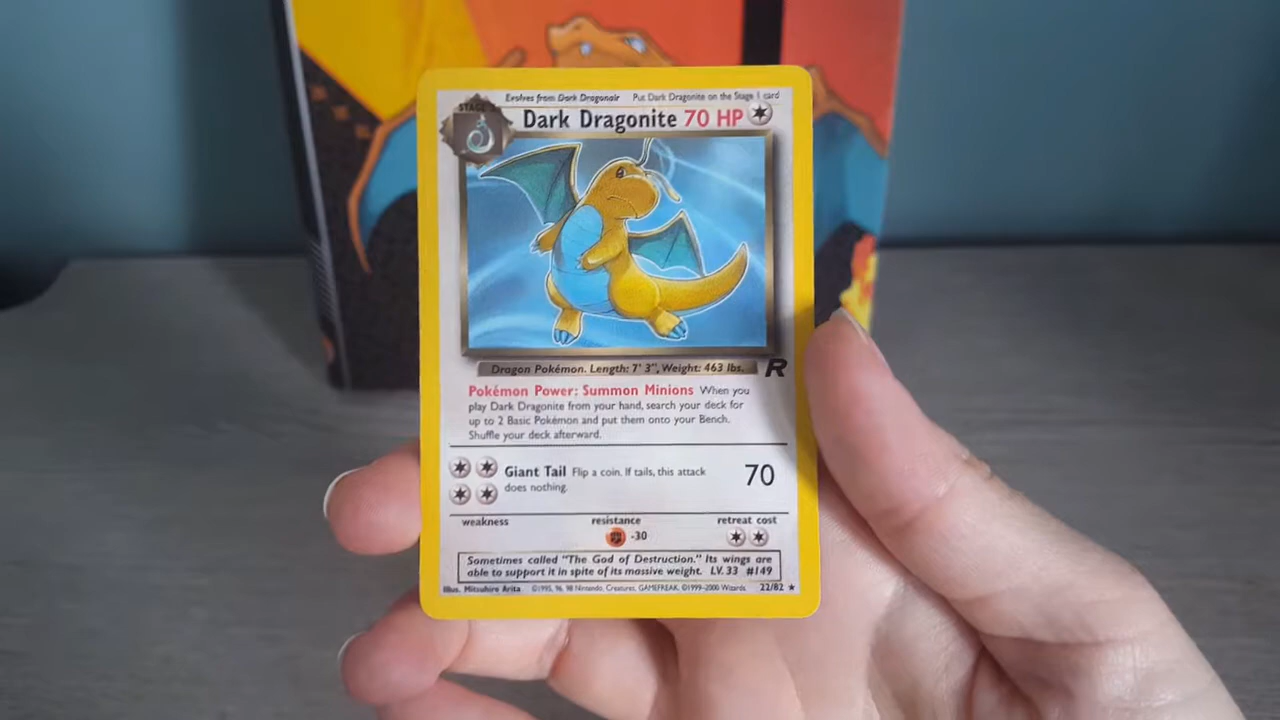 Evolves from Dark Dragonair Put Dark Dragonite on the Stage 1 card
STAGE 2
Dark Dragonite 70 HP
Dragon Pokémon. Length: 7' 3", Weight: 463 lbs.
R
Pokémon Power: Summon Minions When you
play Dark Dragonite from your hand, search your deck for
up to 2 Basic Pokémon and put them onto your Bench.
Shuffle your deck afterward.
Giant Tail Flip a coin. If tails, this attack 70
does nothing.
weakness resistance retreat cost
-30
Sometimes called "The God of Destruction." Its wings are
able to support it in spite of its massive weight. LV. 33 #149
Illus. Mitsuhiro Arita ©1995, 96, 98 Nintendo, Creatures, GAMEFREAK. ©1999-2000 Wizards. 22/82 ★